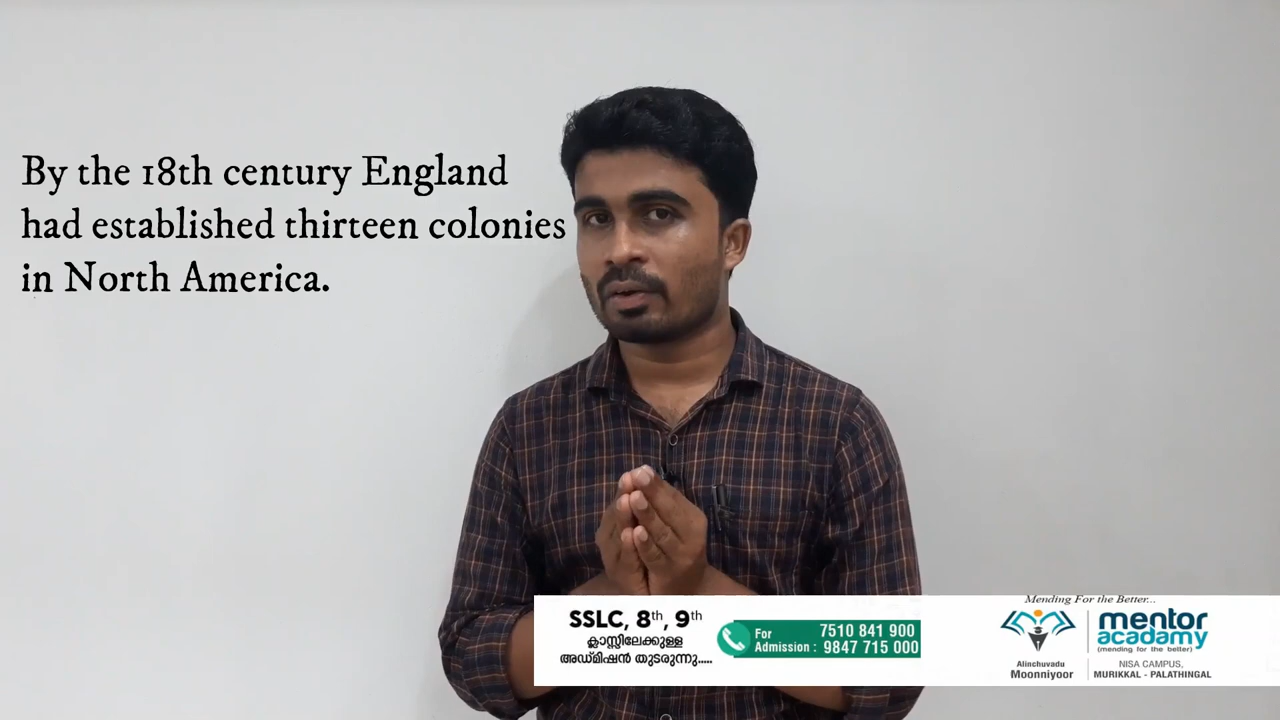 By the 18th century England
had established thirteen colonies
in North America.
SSLC, 8th, 9th
ക്ലാസ്സിലേക്കുള്ള
അഡ്മിഷൻ തുടരുന്നു.....
For
Admission :
7510 841 900
9847 715 000
Mending For the Better...
Alinchuvadu
Moonniyoor
mentor
acadamy
(mending for the beller)
NISA CAMPUS,
MURIKKAL - PALATHINGAL